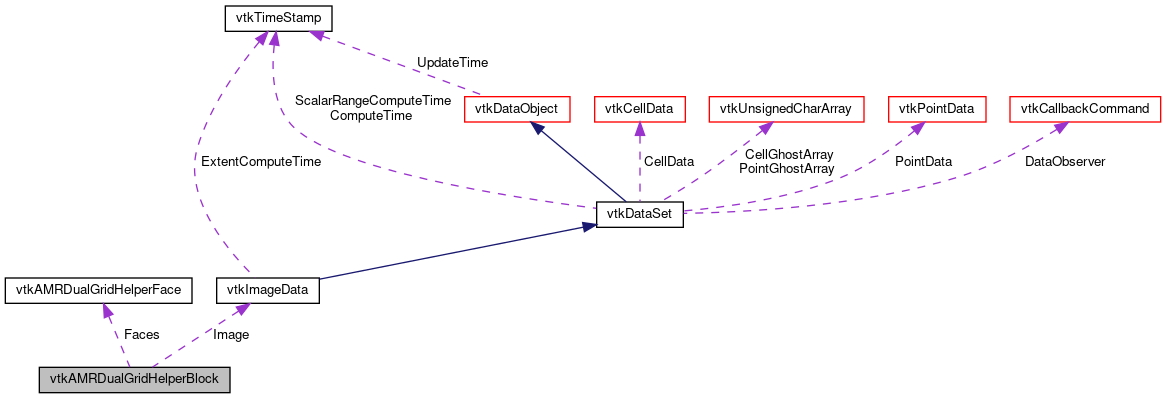 vtkTimeStamp
UpdateTime
ScalarRangeComputeTime
ComputeTime
vtkDataObject
vtkCellData
vtkUnsignedCharArray
vtkPointData
vtkCallbackCommand
ExtentComputeTime
CellData
CellGhostArray
PointGhostArray
PointData
DataObserver
vtkDataSet
vtkAMRDualGridHelperFace
vtkImageData
Faces
Image
vtkAMRDualGridHelperBlock